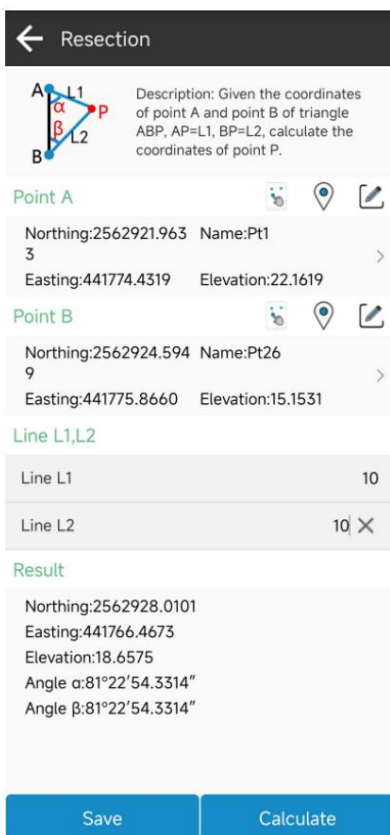 Resection
A L1
α P
β L2
B
Description: Given the coordinates
of point A and point B of triangle
ABP, AP=L1, BP=L2, calculate the
coordinates of point P.
Point A
Northing:2562921.963 Name:Pt1
3
Easting:441774.4319 Elevation:22.1619
Point B
Northing:2562924.594 Name:Pt26
9
Easting:441775.8660 Elevation:15.1531
Line L1,L2
Line L1 10
Line L2 10
Result
Northing:2562928.0101
Easting:441766.4673
Elevation:18.6575
Angle α:81°22′54.3314″
Angle β:81°22′54.3314″
Save Calculate